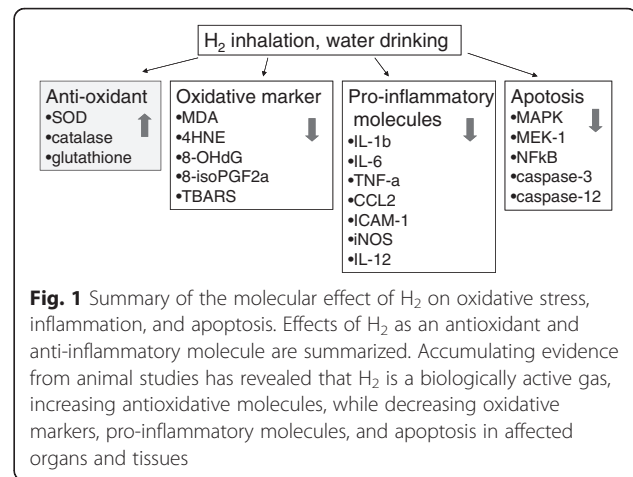 H₂ inhalation, water drinking
Anti-oxidant
•SOD
•catalase
•glutathione
Oxidative marker
•MDA
•4HNE
•8-OHdG
•8-isoPGF2a
•TBARS
Pro-inflammatory
molecules
•IL-1b
•IL-6
•TNF-a
•CCL2
•ICAM-1
•iNOS
•IL-12
Apotosis
•MAPK
•MEK-1
•NFkB
•caspase-3
•caspase-12
Fig. 1 Summary of the molecular effect of H₂ on oxidative stress,
inflammation, and apoptosis. Effects of H₂ as an antioxidant and
anti-inflammatory molecule are summarized. Accumulating evidence
from animal studies has revealed that H₂ is a biologically active gas,
increasing antioxidative molecules, while decreasing oxidative
markers, pro-inflammatory molecules, and apoptosis in affected
organs and tissues